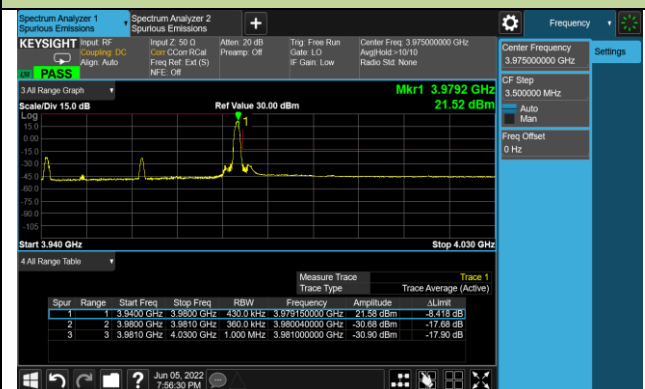 Spectrum Analyzer 1
Spurious Emissions
Spectrum Analyzer 2
Spurious Emissions
+
Frequency
KEYSIGHT
Input: RF
Coupling: DC
Align: Auto
Input Z: 50 Ω
Corr CCorr RCal
Freq Ref: Ext (S)
NFE: Off
Atten: 20 dB
Preamp: Off
Trig: Free Run
Gate: LO
IF Gain: Low
Center Freq: 3.975000000 GHz
Avg|Hold:>10/10
Radio Std: None
PASS
Center Frequency
3.975000000 GHz
Settings
CF Step
3.500000 MHz
Auto
Man
Freq Offset
0 Hz
3 All Range Graph
Mkr1 3.9792 GHz
Scale/Div 15.0 dB
Ref Value 30.00 dBm
21.52 dBm
Log
15.0
0.00
-15.0
-30.0
-45.0
-60.0
-75.0
-90.0
-105
1
Start 3.940 GHz
Stop 4.030 GHz
4 All Range Table
Measure Trace Trace 1
Trace Type Trace Average (Active)
Spur Range Start Freq Stop Freq RBW Frequency Amplitude ΔLimit
1 1 3.9400 GHz 3.9800 GHz 430.0 kHz 3.979150000 GHz 21.58 dBm -8.418 dB
2 2 3.9800 GHz 3.9810 GHz 360.0 kHz 3.980040000 GHz -30.68 dBm -17.68 dB
3 3 3.9810 GHz 4.0300 GHz 1.000 MHz 3.981000000 GHz -30.90 dBm -17.90 dB
?
Jun 05, 2022
7:56:30 PM